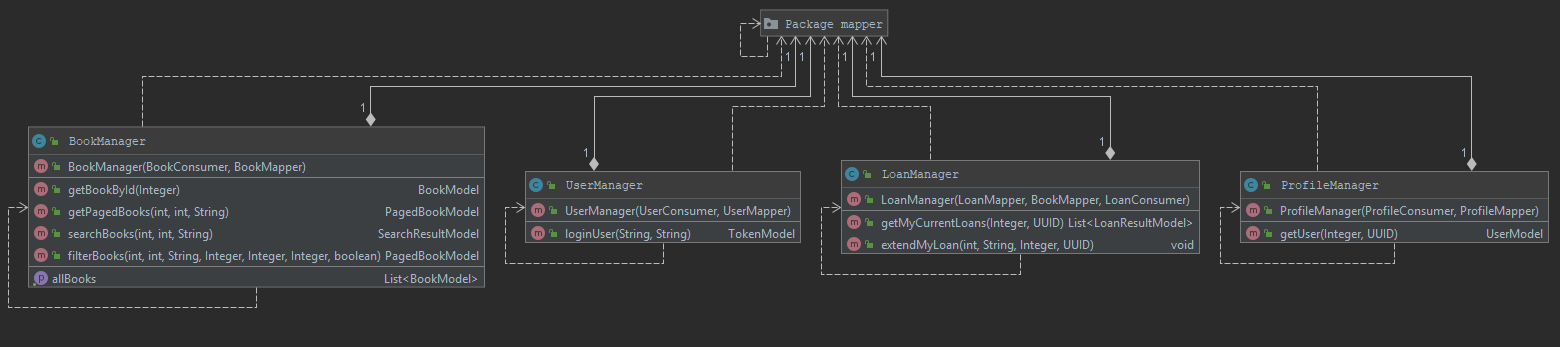 Package mapper
1 1 1 1
1
BookManager
BookManager(BookConsumer, BookMapper)
getBookById(Integer) BookModel
getPagedBooks(int, int, String) PagedBookModel
searchBooks(int, int, String) SearchResultModel
filterBooks(int, int, String, Integer, Integer, Integer, boolean) PagedBookModel
allBooks List<BookModel>
1
UserManager
UserManager(UserConsumer, UserMapper)
loginUser(String, String) TokenModel
1
LoanManager
LoanManager(LoanMapper, BookMapper, LoanConsumer)
getMyCurrentLoans(Integer, UUID) List<LoanResultModel>
extendMyLoan(int, String, Integer, UUID) void
1
ProfileManager
ProfileManager(ProfileConsumer, ProfileMapper)
getUser(Integer, UUID) UserModel